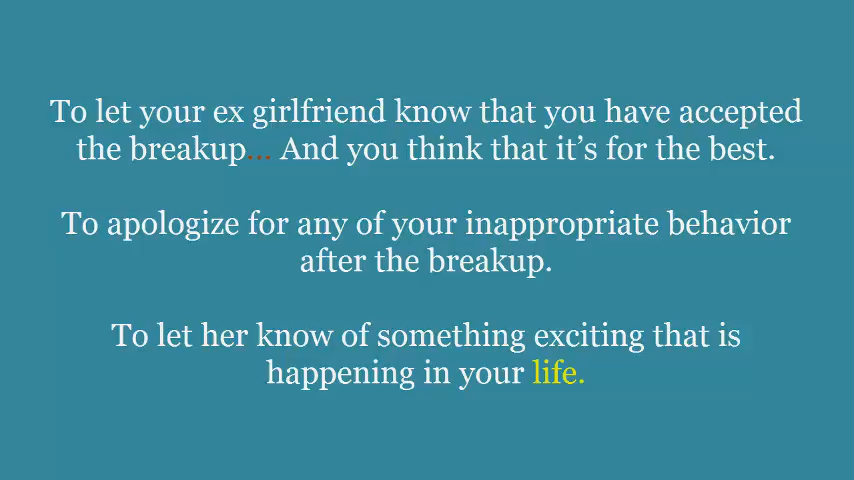 To let your ex girlfriend know that you have accepted
the breakup... And you think that it’s for the best.
To apologize for any of your inappropriate behavior
after the breakup.
To let her know of something exciting that is
happening in your life.